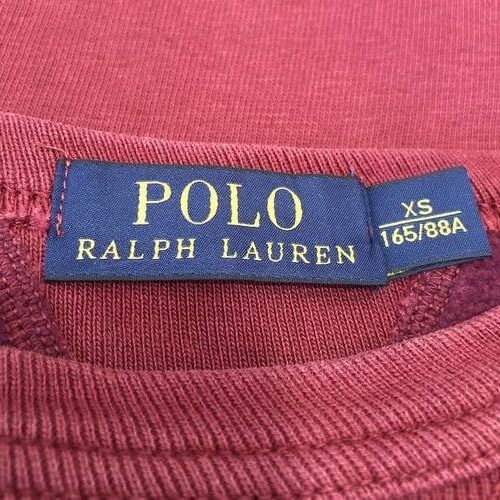 POLO
RALPH LAUREN
XS
165/88A